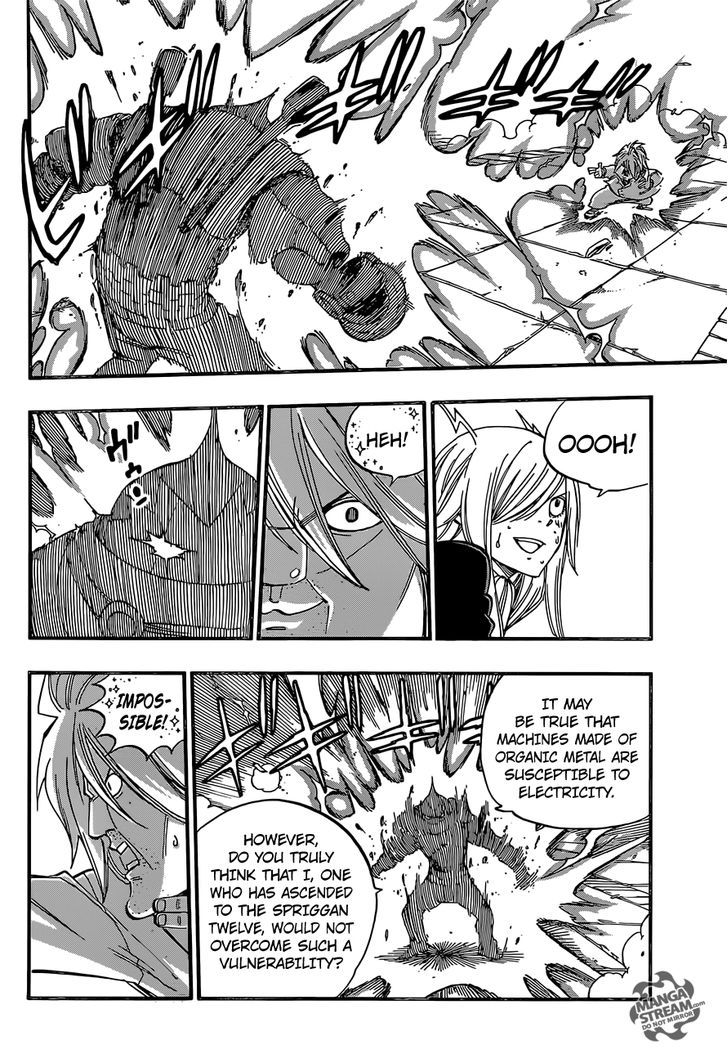 OOOH!
HEH!
IT MAY
BE TRUE THAT
MACHINES MADE OF
ORGANIC METAL ARE
SUSCEPTIBLE TO
ELECTRICITY.
HOWEVER,
DO YOU TRULY
THINK THAT I, ONE
WHO HAS ASCENDED
TO THE SPRIGGAN
TWELVE, WOULD NOT
OVERCOME SUCH A
VULNERABILITY?
IMPOS-
SIBLE!
MANGA
STREAM.COM
DO NOT MIRROR